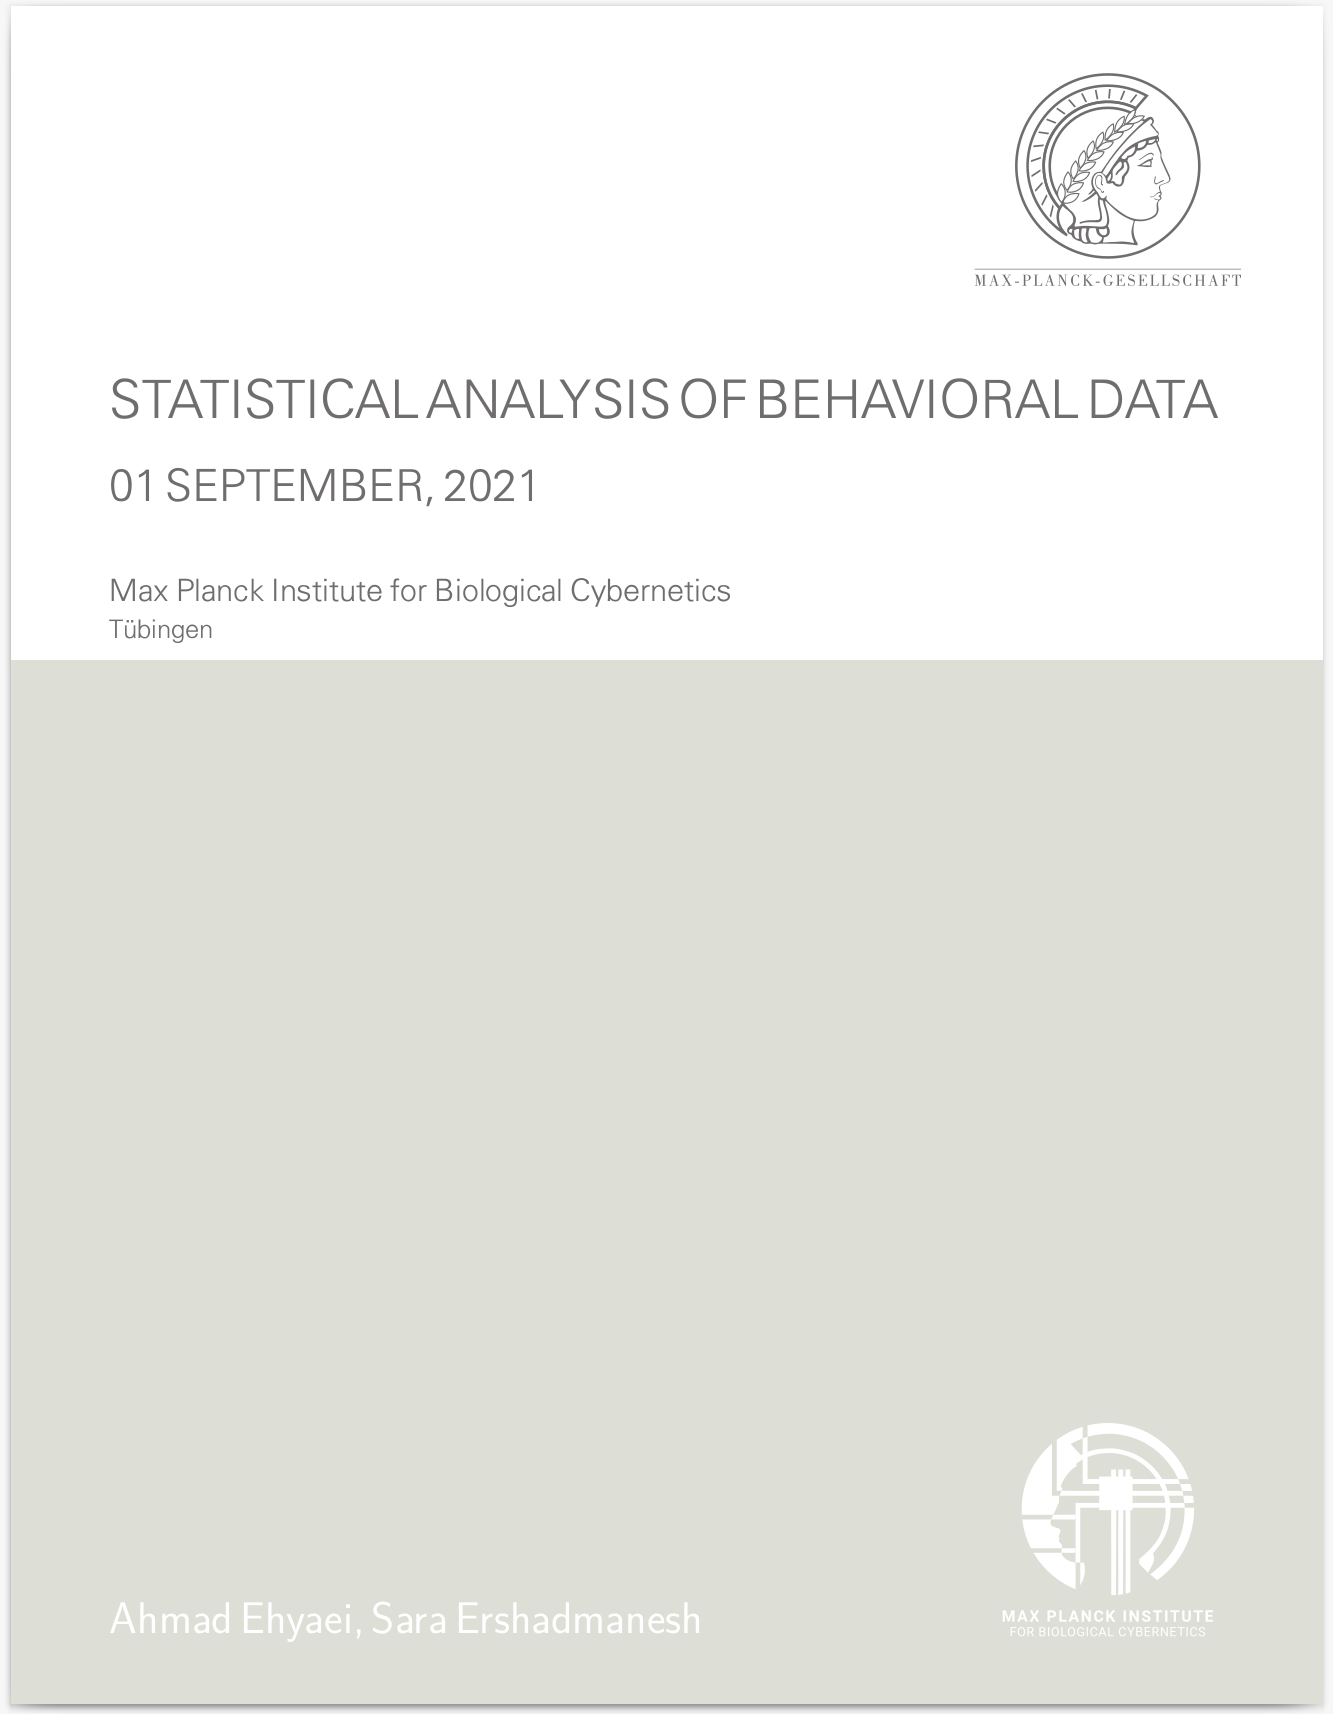 MAX-PLANCK-GESELLSCHAFT
STATISTICAL ANALYSIS OF BEHAVIORAL DATA
01 SEPTEMBER, 2021
Max Planck Institute for Biological Cybernetics
Tübingen
Ahmad Ehyaei, Sara Ershadmanesh
MAX PLANCK INSTITUTE
FOR BIOLOGICAL CYBERNETICS